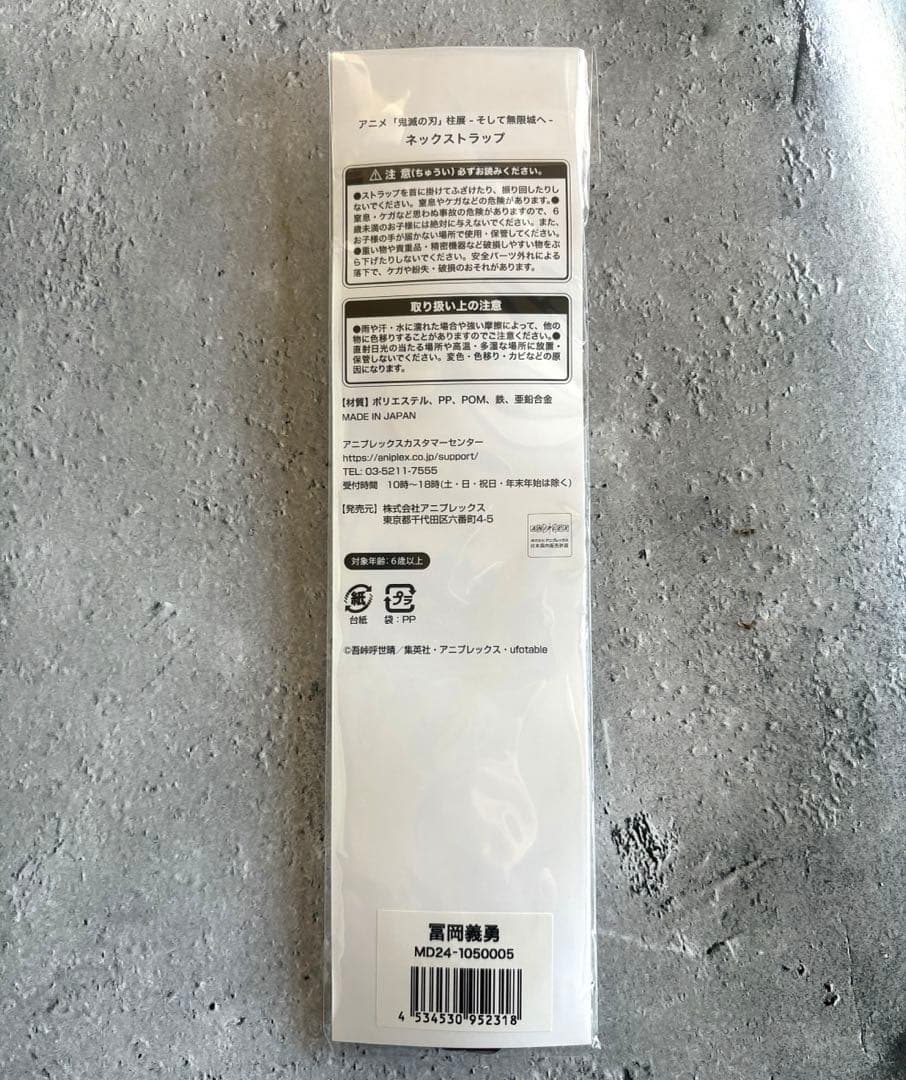 アニメ「鬼滅の刃」柱展 - そして無限城へ -
ネックストラップ
注 意(ちゅうい) 必ずお読みください。
●ストラップを首に掛けてふざけたり、振り回したりし
ないでください。窒息やケガなどの危険があります。●
窒息・ケガなど思わぬ事故の危険がありますので、6
歳未満のお子様には絶対に与えないでください。また、
お子様の手が届かない場所で使用・保管してください。
●重い物や貴重品・精密機器など破損しやすい物をぶ
ら下げたりしないでください。安全パーツ外れによる
落下で、ケガや紛失・破損のおそれがあります。
取り扱い上の注意
●雨や汗・水に濡れた場合や強い摩擦によって、他の
物に色移りすることがありますのでご注意ください。●
直射日光の当たる場所や高温・多湿な場所に放置・
保管しないでください。変色・色移り・カビなどの原
因になります。
【材質】ポリエステル、PP、POM、鉄、亜鉛合金
MADE IN JAPAN
アニプレックスカスタマーセンター
https://aniplex.co.jp/support/
TEL: 03-5211-7555
受付時間　10時〜18時(土・日・祝日・年末年始は除く)
【発売元】株式会社アニプレックス
東京都千代田区六番町4-5
株式会社アニプレックス
日本国内販売許諾
対象年齢:6歳以上
紙
台紙
プラ
袋:PP
©吾峠呼世晴／集英社・アニプレックス・ufotable
冨岡義勇
MD24-1050005
4 534530 952318